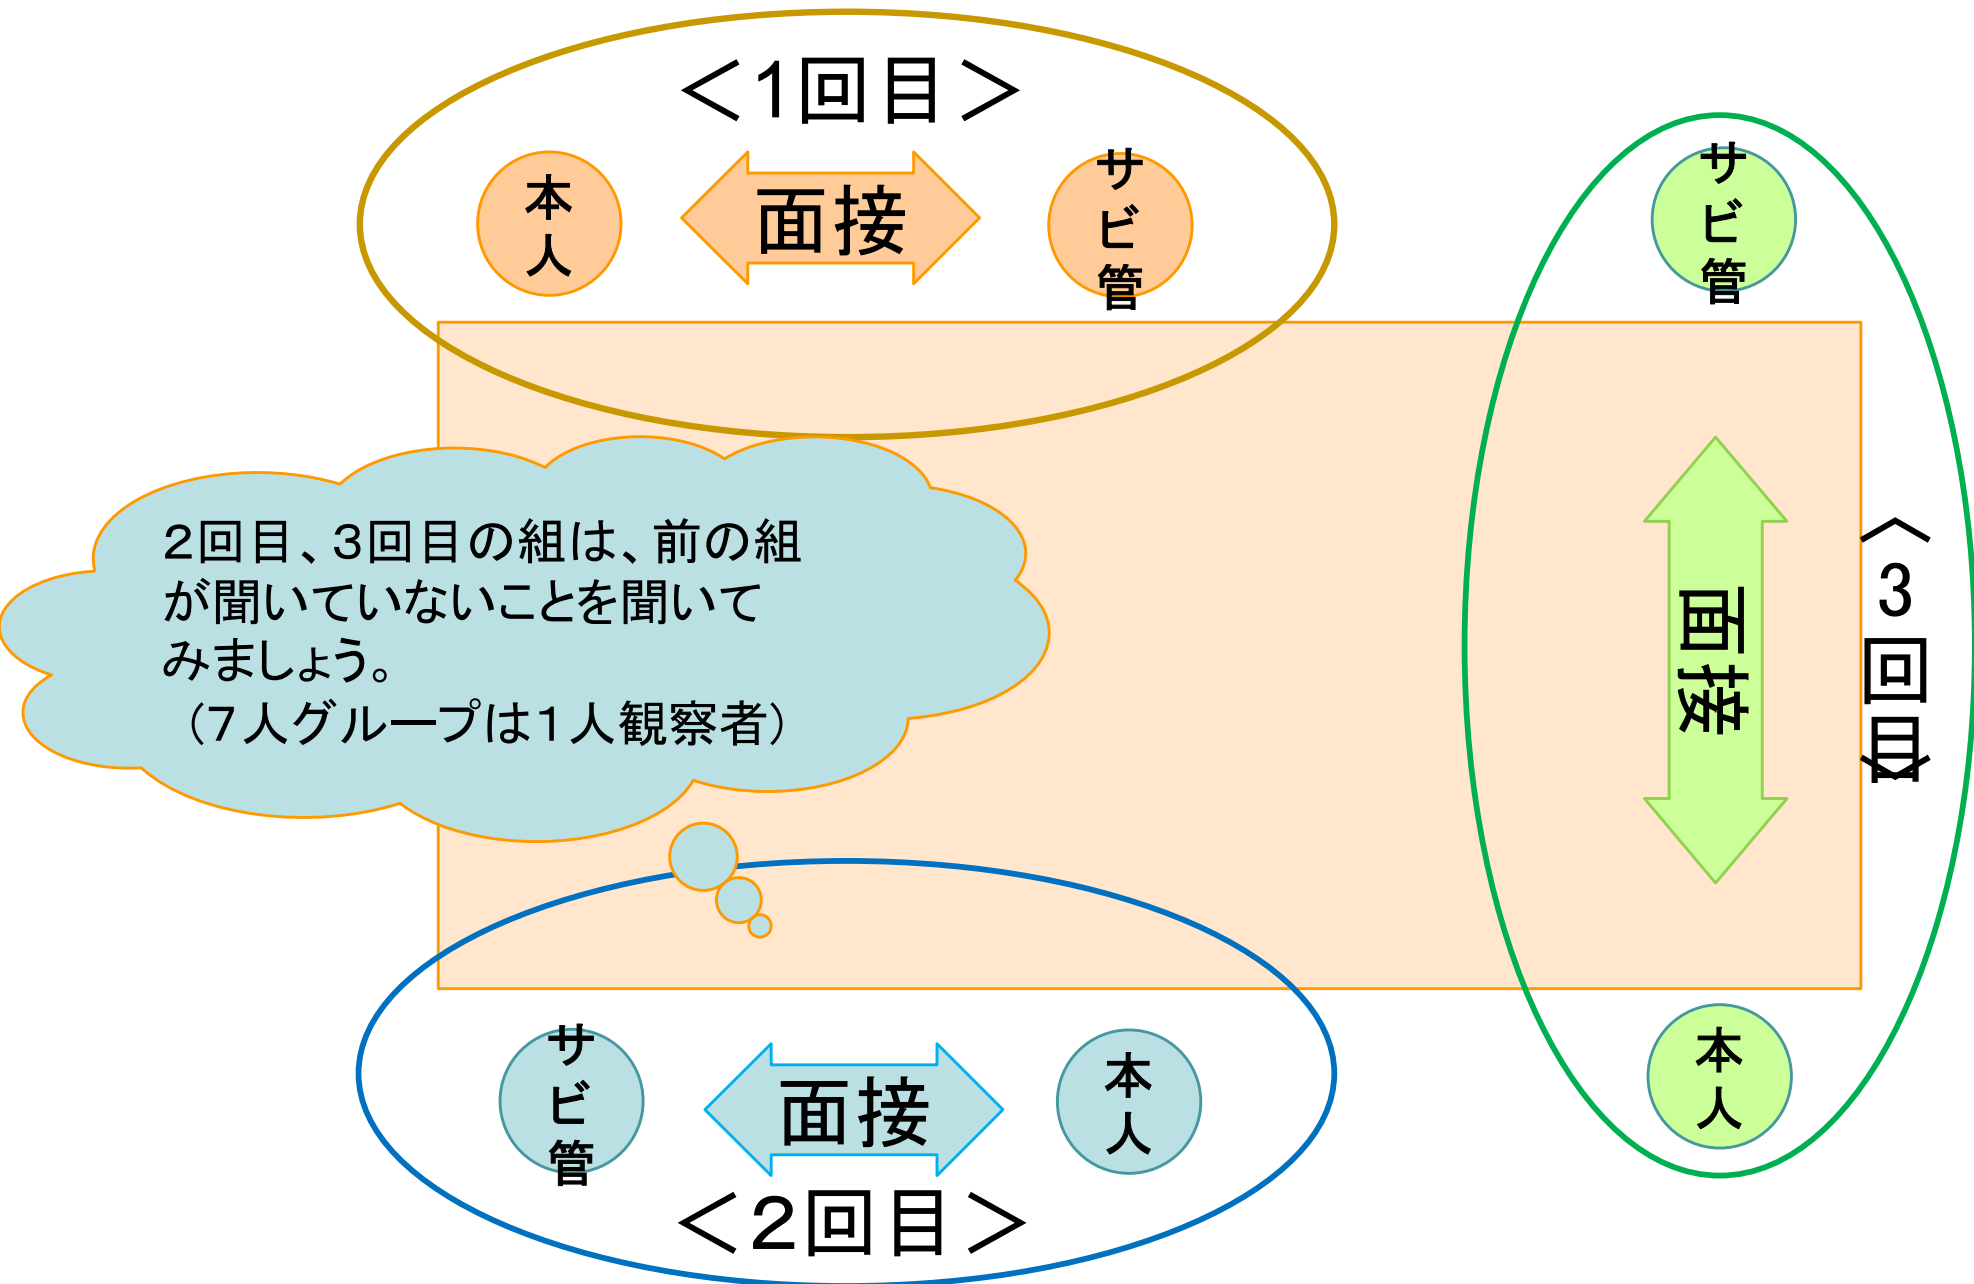 ＜1回目＞
本人
面接
サビ管
サビ管
面接
本人
＜3回目＞
２回目、３回目の組は、前の組
が聞いていないことを聞いて
みましょう。
（７人グループは１人観察者）
サビ管
面接
本人
＜２回目＞